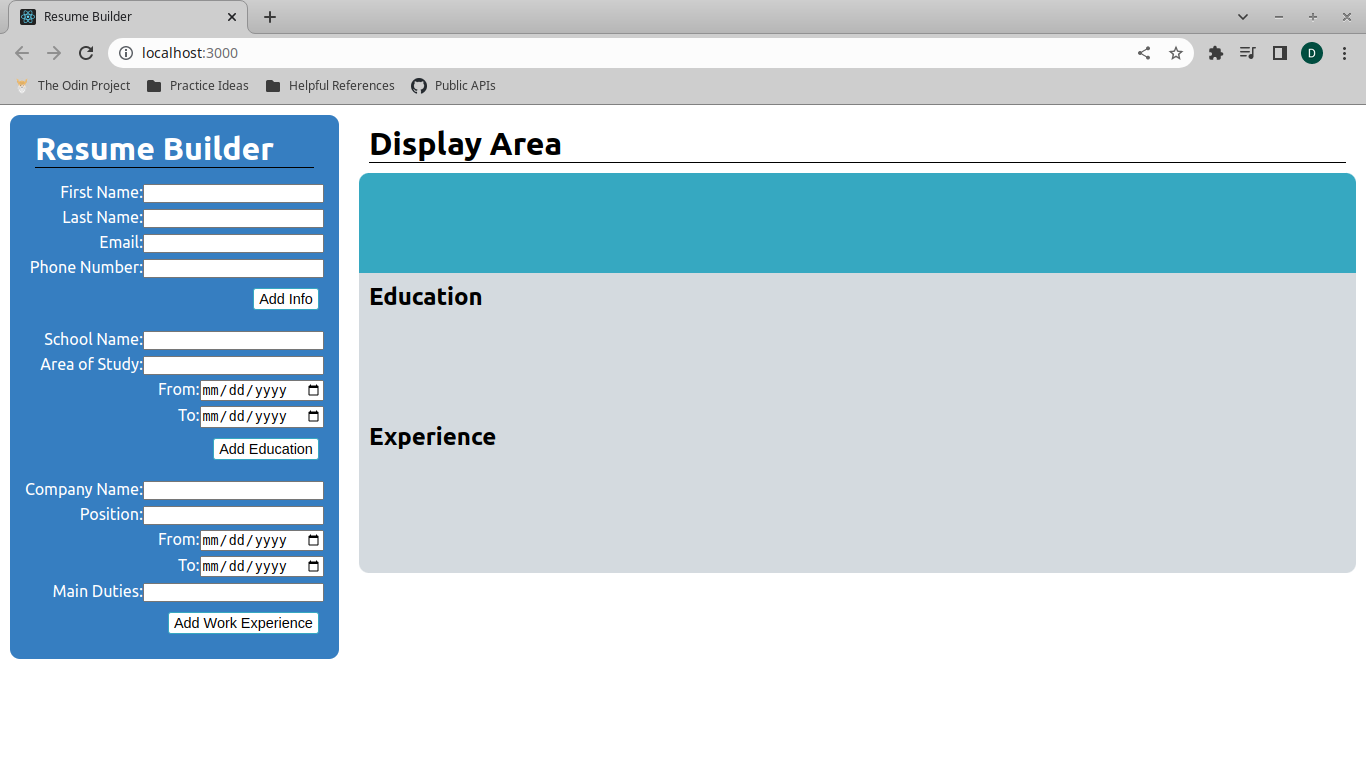 Resume Builder
localhost:3000
D
The Odin Project Practice Ideas Helpful References Public APIs
Resume Builder
First Name:
Last Name:
Email:
Phone Number:
Add Info
School Name:
Area of Study:
From: mm/dd/yyyy
To: mm/dd/yyyy
Add Education
Company Name:
Position:
From: mm/dd/yyyy
To: mm/dd/yyyy
Main Duties:
Add Work Experience
Display Area
Education
Experience